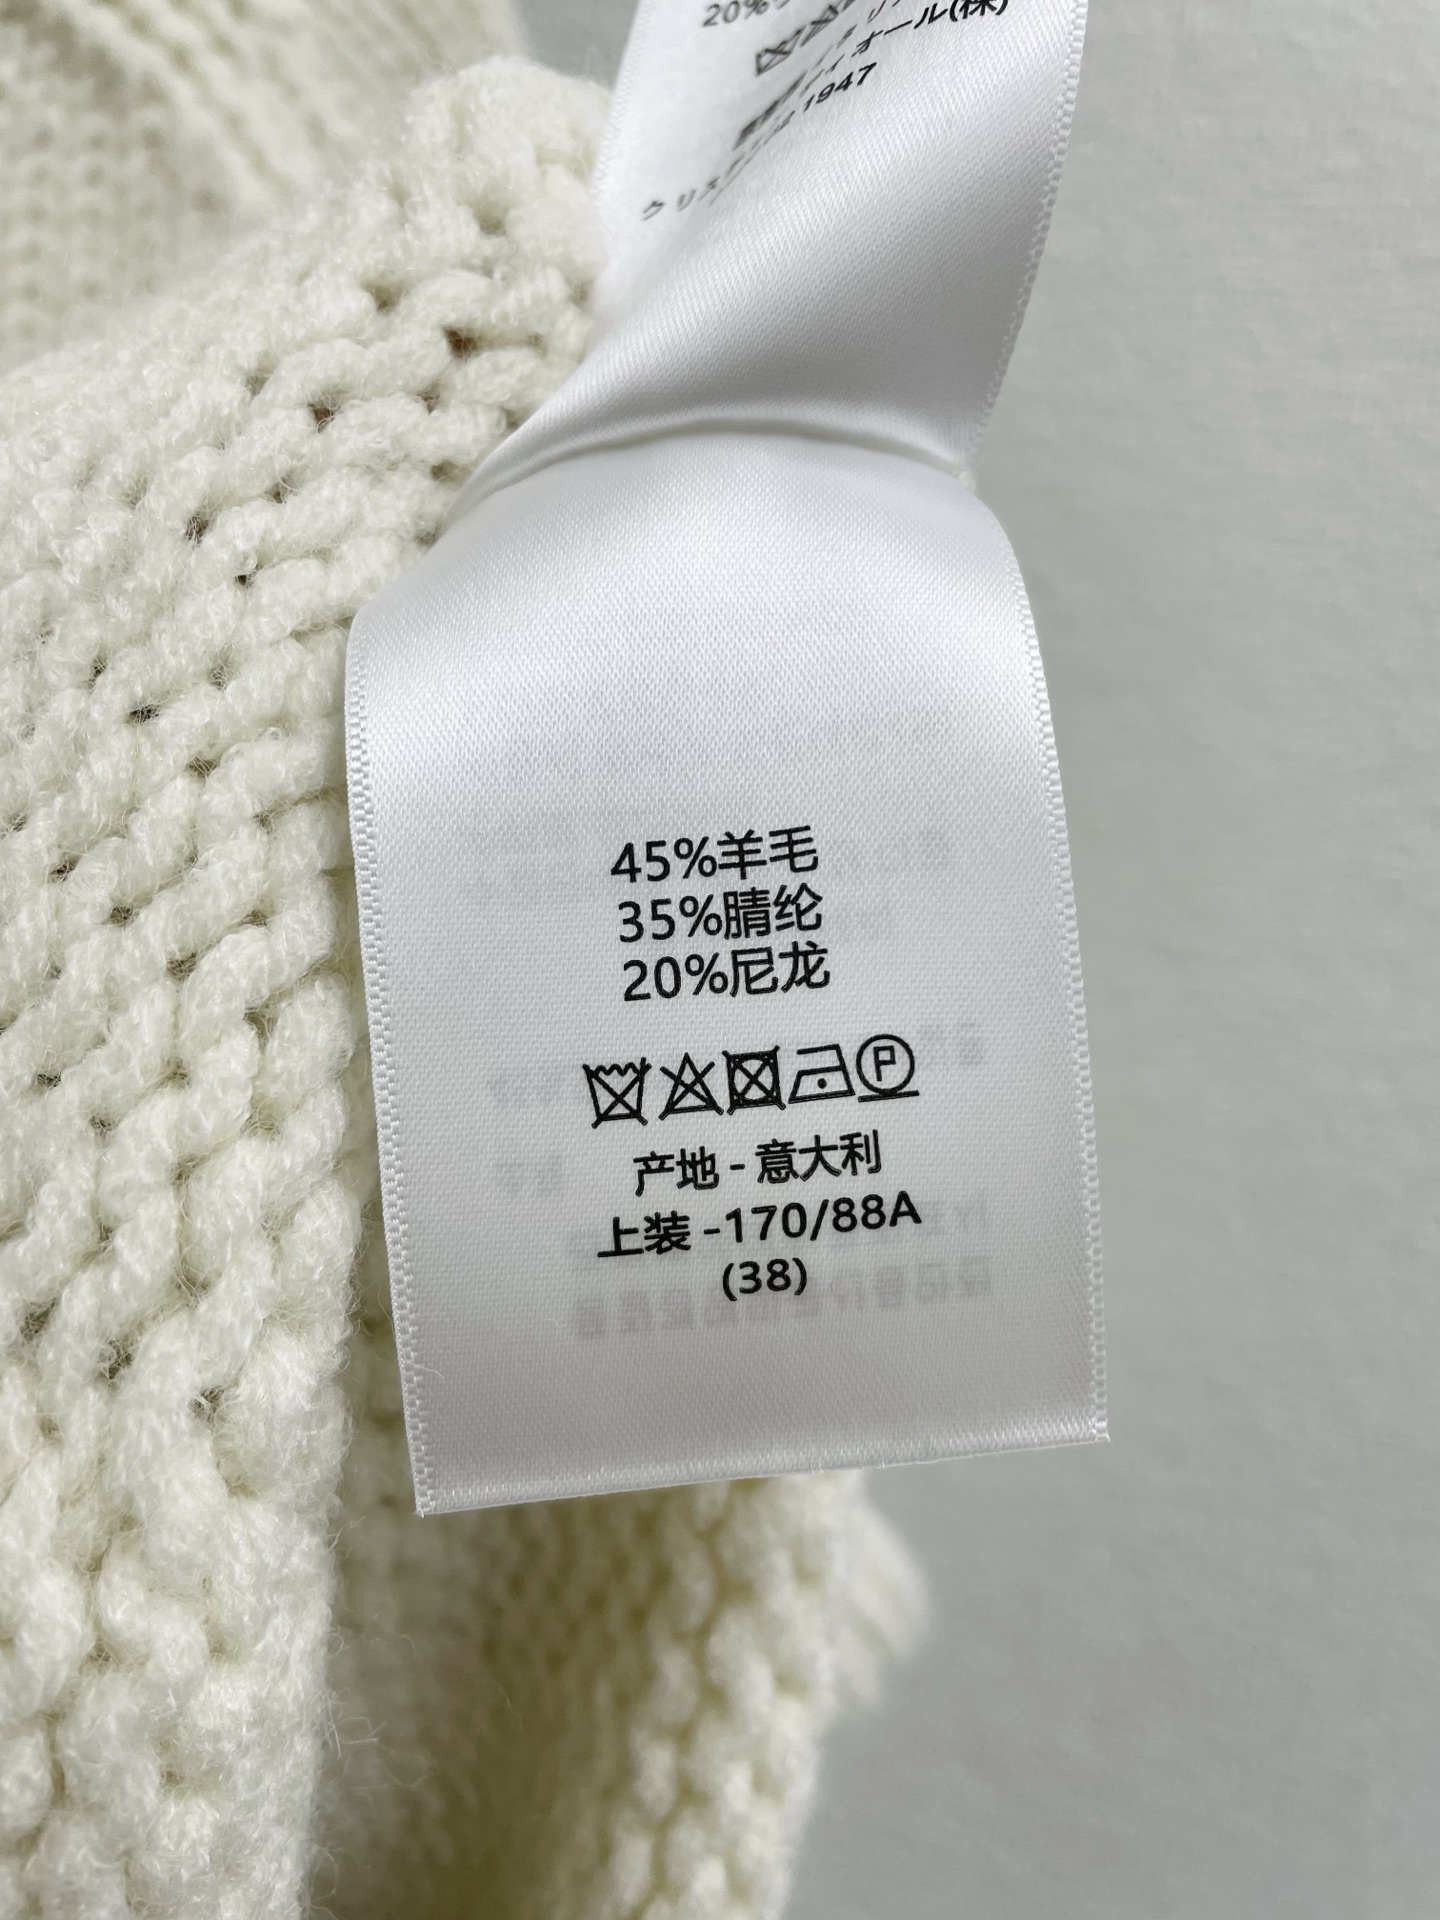 20%
オール(株)
1947
クリス
45%羊毛
35%腈纶
20%尼龙
P
产地 - 意大利
上装 -170/88A
(38)